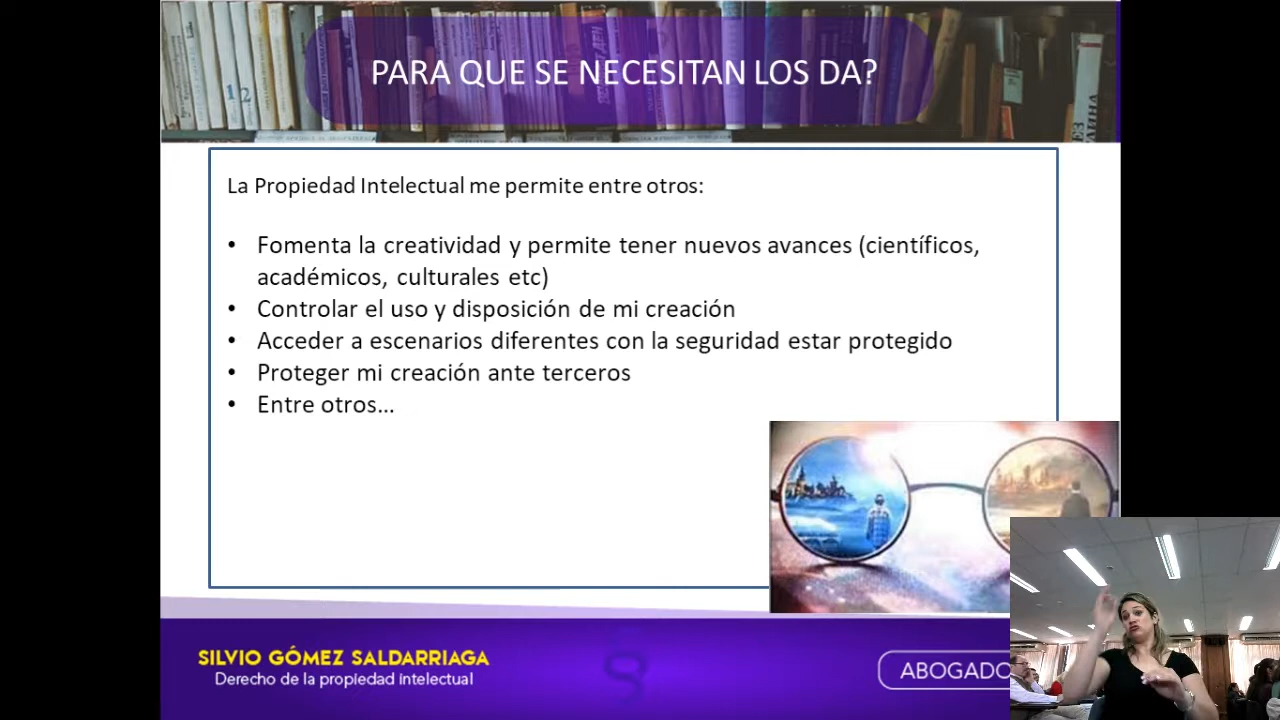 PARA QUE SE NECESITAN LOS DA?
La Propiedad Intelectual me permite entre otros:
• Fomenta la creatividad y permite tener nuevos avances (científicos,
académicos, culturales etc)
• Controlar el uso y disposición de mi creación
• Acceder a escenarios diferentes con la seguridad estar protegido
• Proteger mi creación ante terceros
• Entre otros...
SILVIO GÓMEZ SALDARRIAGA
Derecho de la propiedad intelectual
ABOGADO